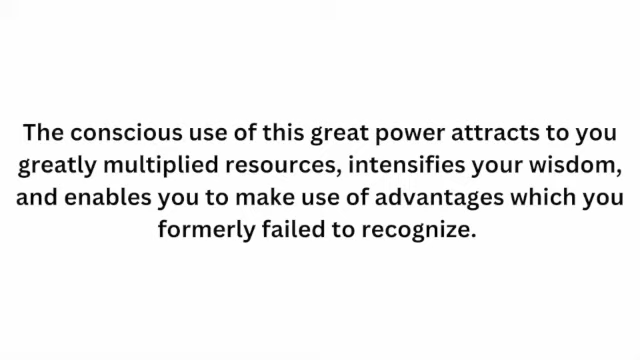 The conscious use of this great power attracts to you
greatly multiplied resources, intensifies your wisdom,
and enables you to make use of advantages which you
formerly failed to recognize.